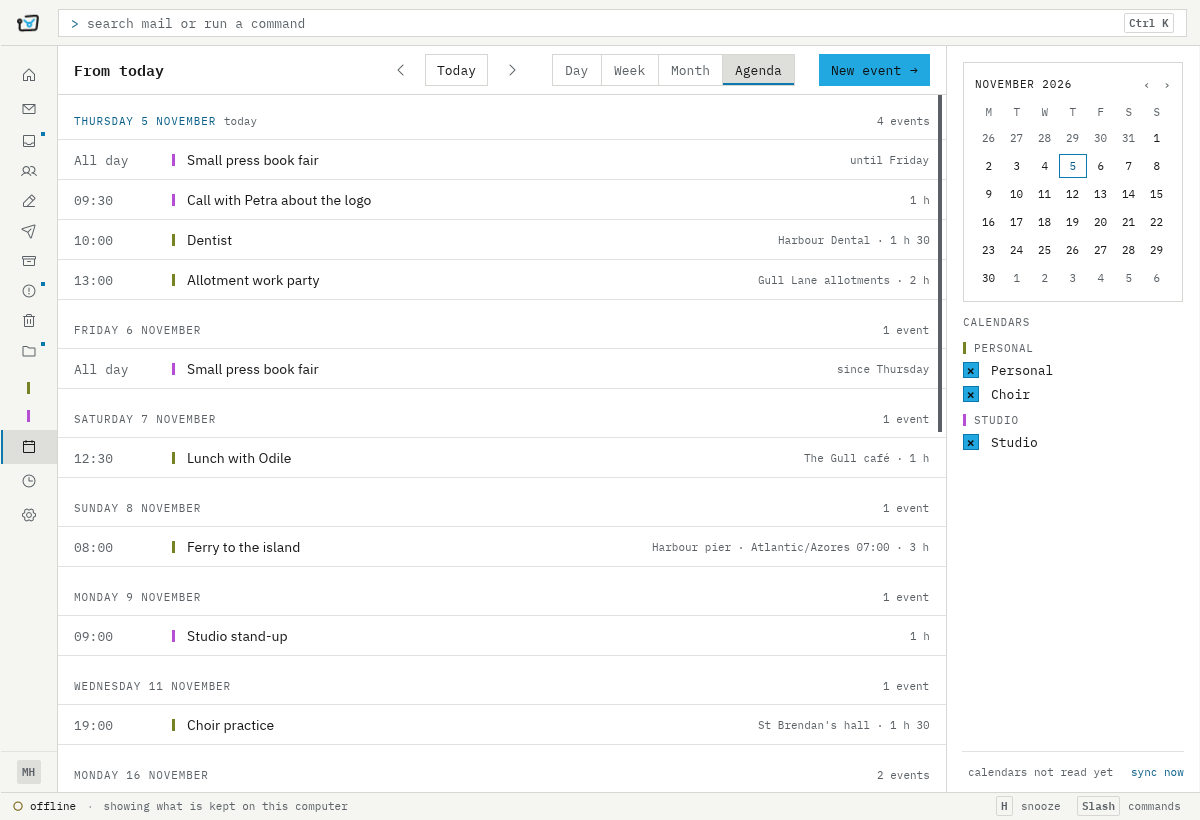 > search mail or run a command Ctrl K
From today Today Day Week Month Agenda New event →
THURSDAY 5 NOVEMBER today 4 events
All day Small press book fair until Friday
09:30 Call with Petra about the logo 1 h
10:00 Dentist Harbour Dental · 1 h 30
13:00 Allotment work party Gull Lane allotments · 2 h
FRIDAY 6 NOVEMBER 1 event
All day Small press book fair since Thursday
SATURDAY 7 NOVEMBER 1 event
12:30 Lunch with Odile The Gull café · 1 h
SUNDAY 8 NOVEMBER 1 event
08:00 Ferry to the island Harbour pier · Atlantic/Azores 07:00 · 3 h
MONDAY 9 NOVEMBER 1 event
09:00 Studio stand-up 1 h
WEDNESDAY 11 NOVEMBER 1 event
19:00 Choir practice St Brendan's hall · 1 h 30
MONDAY 16 NOVEMBER 2 events
NOVEMBER 2026 ‹ ›
M T W T F S S
26 27 28 29 30 31 1
2 3 4 5 6 7 8
9 10 11 12 13 14 15
16 17 18 19 20 21 22
23 24 25 26 27 28 29
30 1 2 3 4 5 6
CALENDARS
PERSONAL
Personal
Choir
STUDIO
Studio
calendars not read yet sync now
MH
offline · showing what is kept on this computer H snooze Slash commands